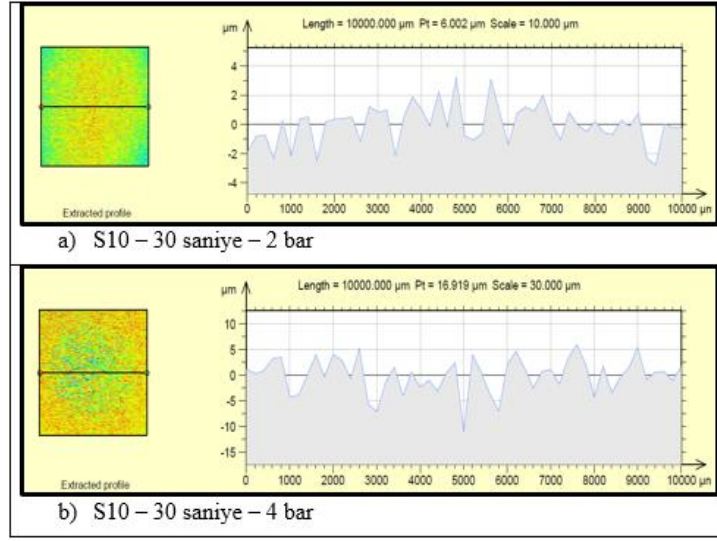 Length = 10000.000 µm Pt = 6.002 µm Scale = 10.000 µm
µm
4
2
0
-2
-4
0 1000 2000 3000 4000 5000 6000 7000 8000 9000 10000 µm
Extracted profile
a) S10 – 30 saniye – 2 bar
Length = 10000.000 µm Pt = 16.919 µm Scale = 30.000 µm
µm
10
5
0
-5
-10
-15
0 1000 2000 3000 4000 5000 6000 7000 8000 9000 10000 µm
Extracted profile
b) S10 – 30 saniye – 4 bar